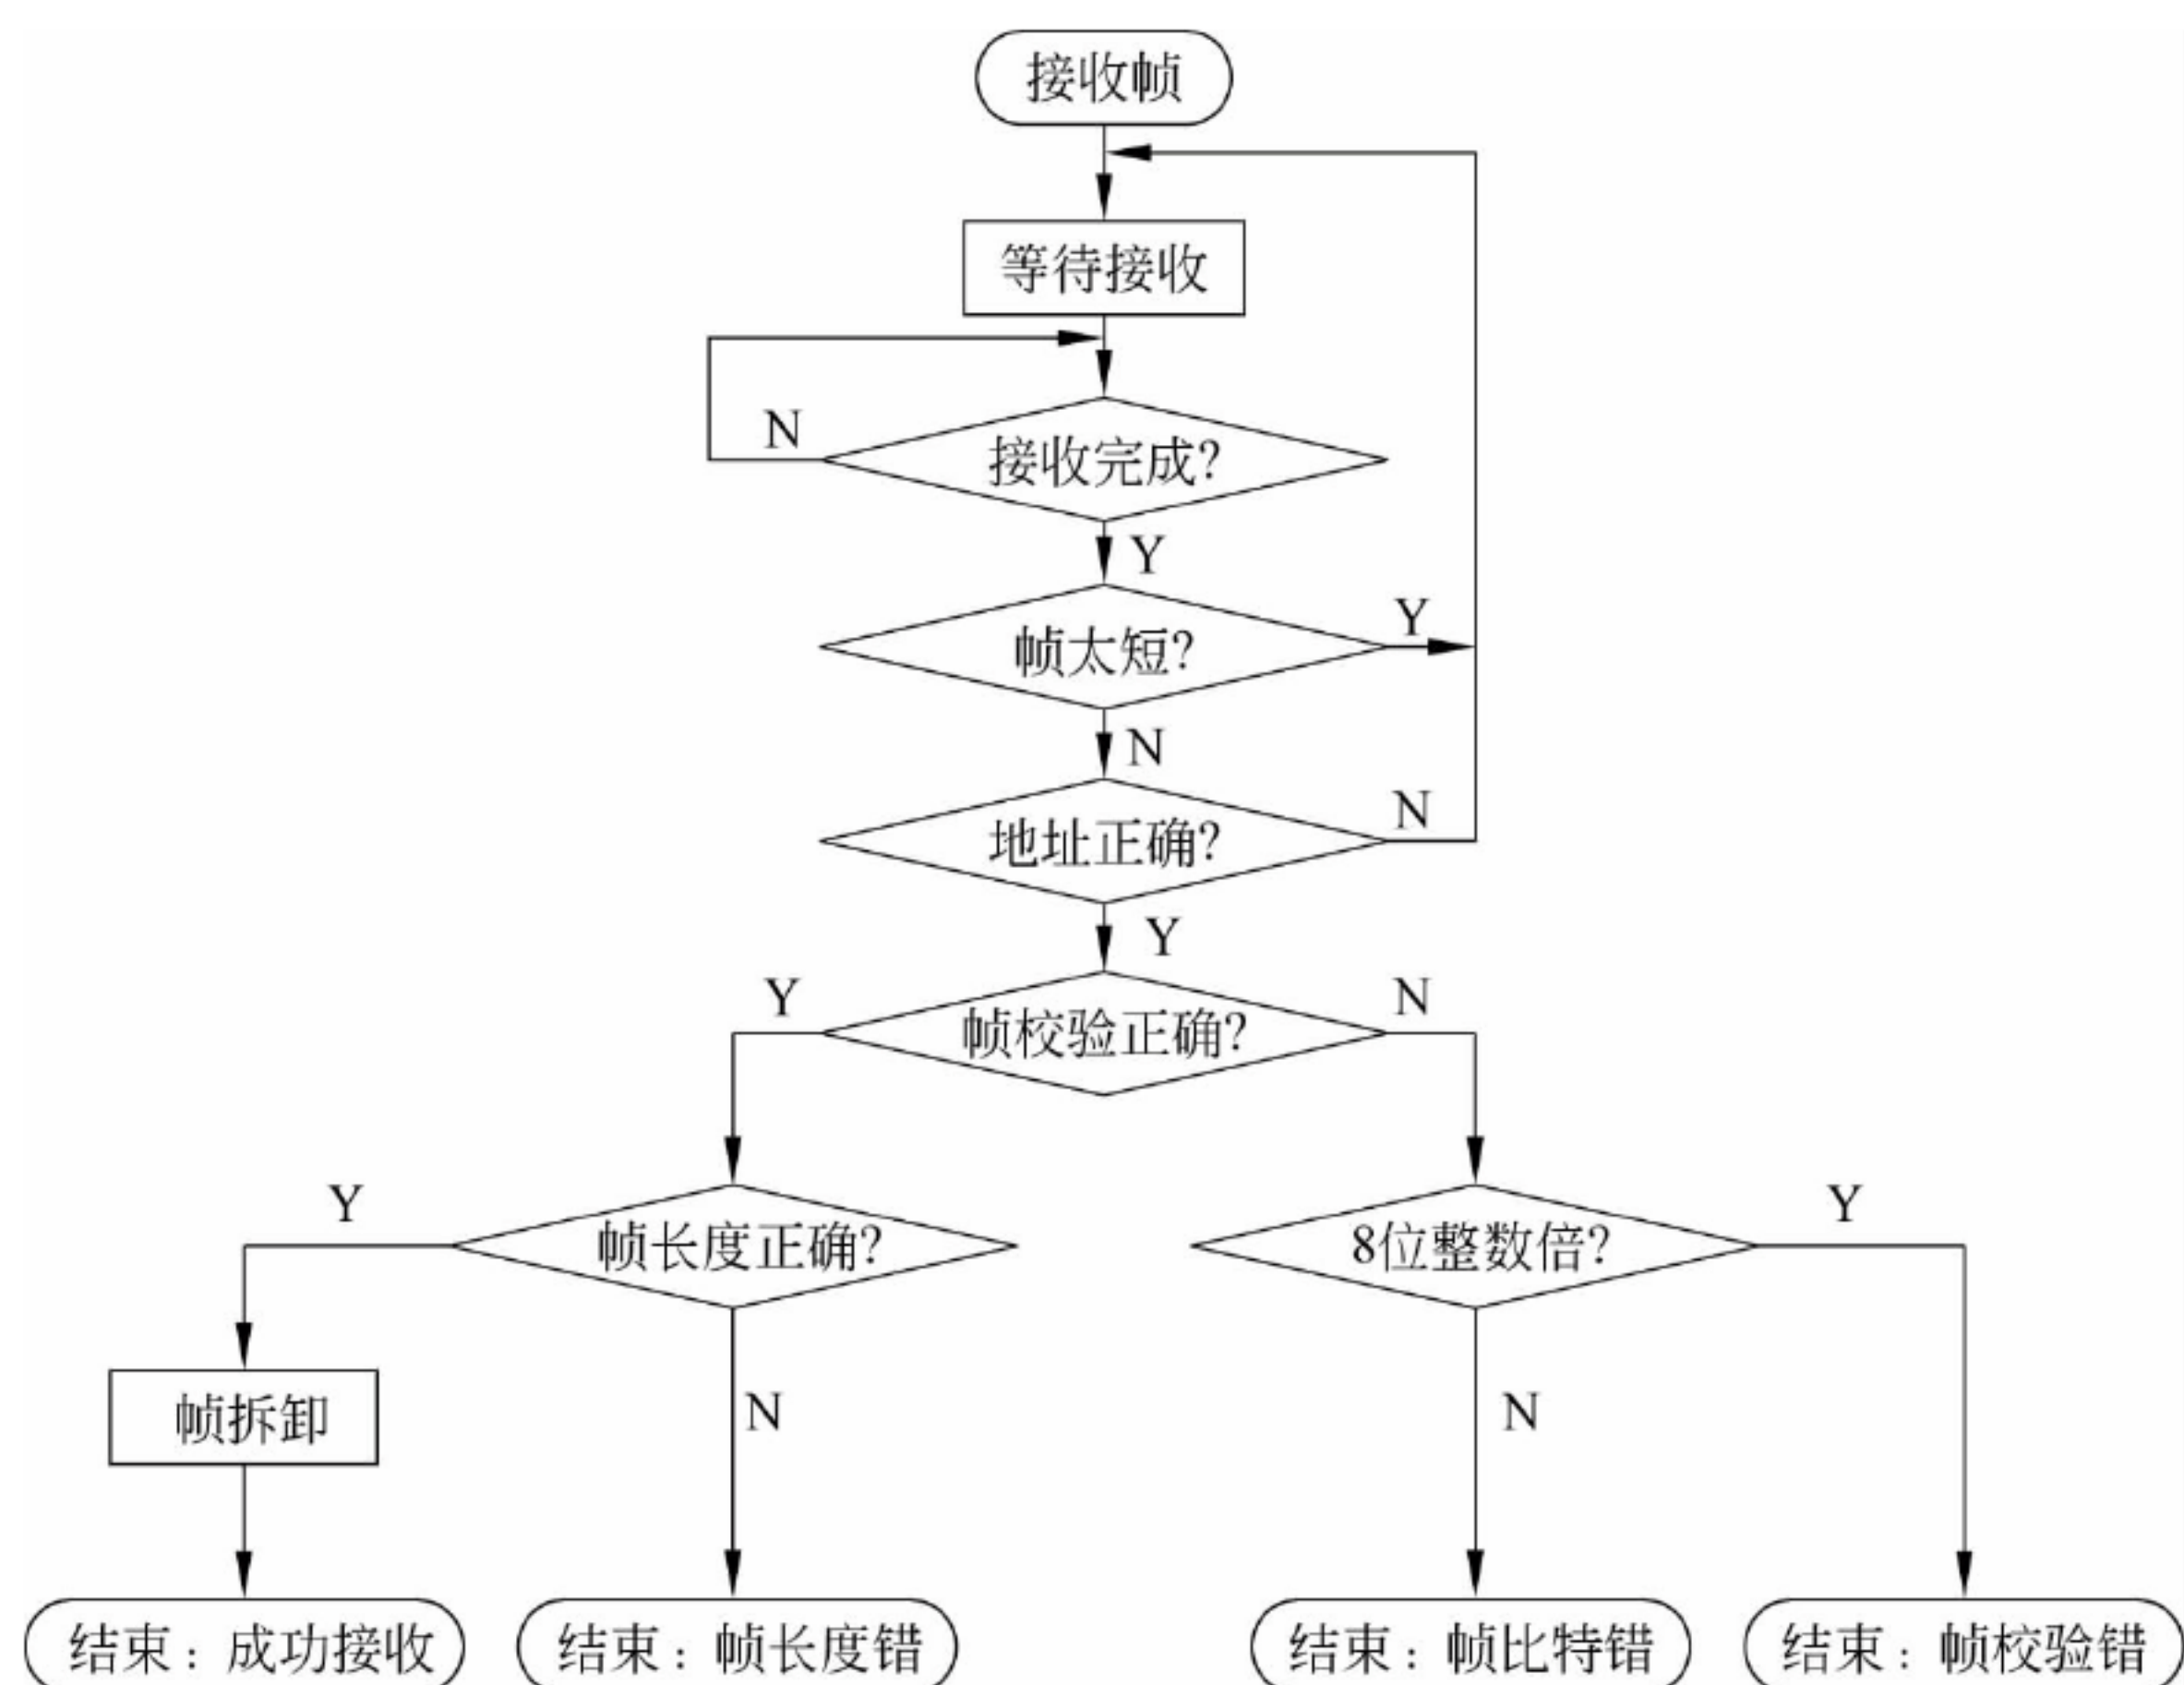 接收帧
等待接收
N
接收完成?
Y
帧太短?
Y
N
地址正确?
N
Y
Y
帧校验正确?
N
Y
帧长度正确?
8位整数倍?
Y
帧拆卸
N
N
结束：成功接收
结束：帧长度错
结束：帧比特错
结束：帧校验错